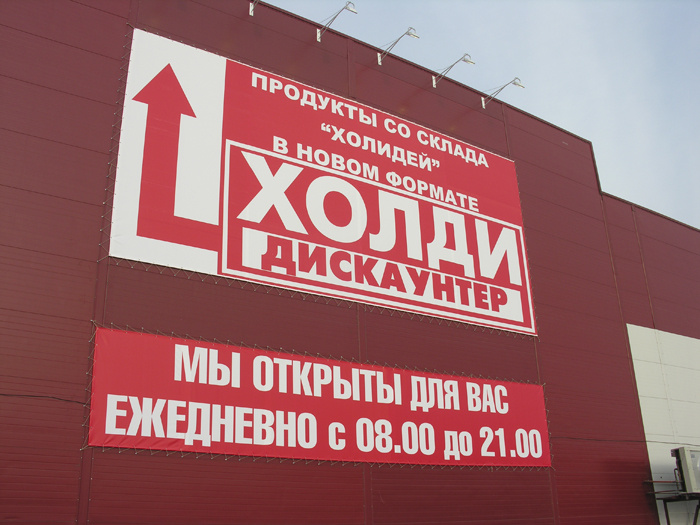 ПРОДУКТЫ СО СКЛАДА
“ХОЛИДЕЙ”
В НОВОМ ФОРМАТЕ
ХОЛДИ
ДИСКАУНТЕР
МЫ ОТКРЫТЫ ДЛЯ ВАС
ЕЖЕДНЕВНО с 08.00 до 21.00